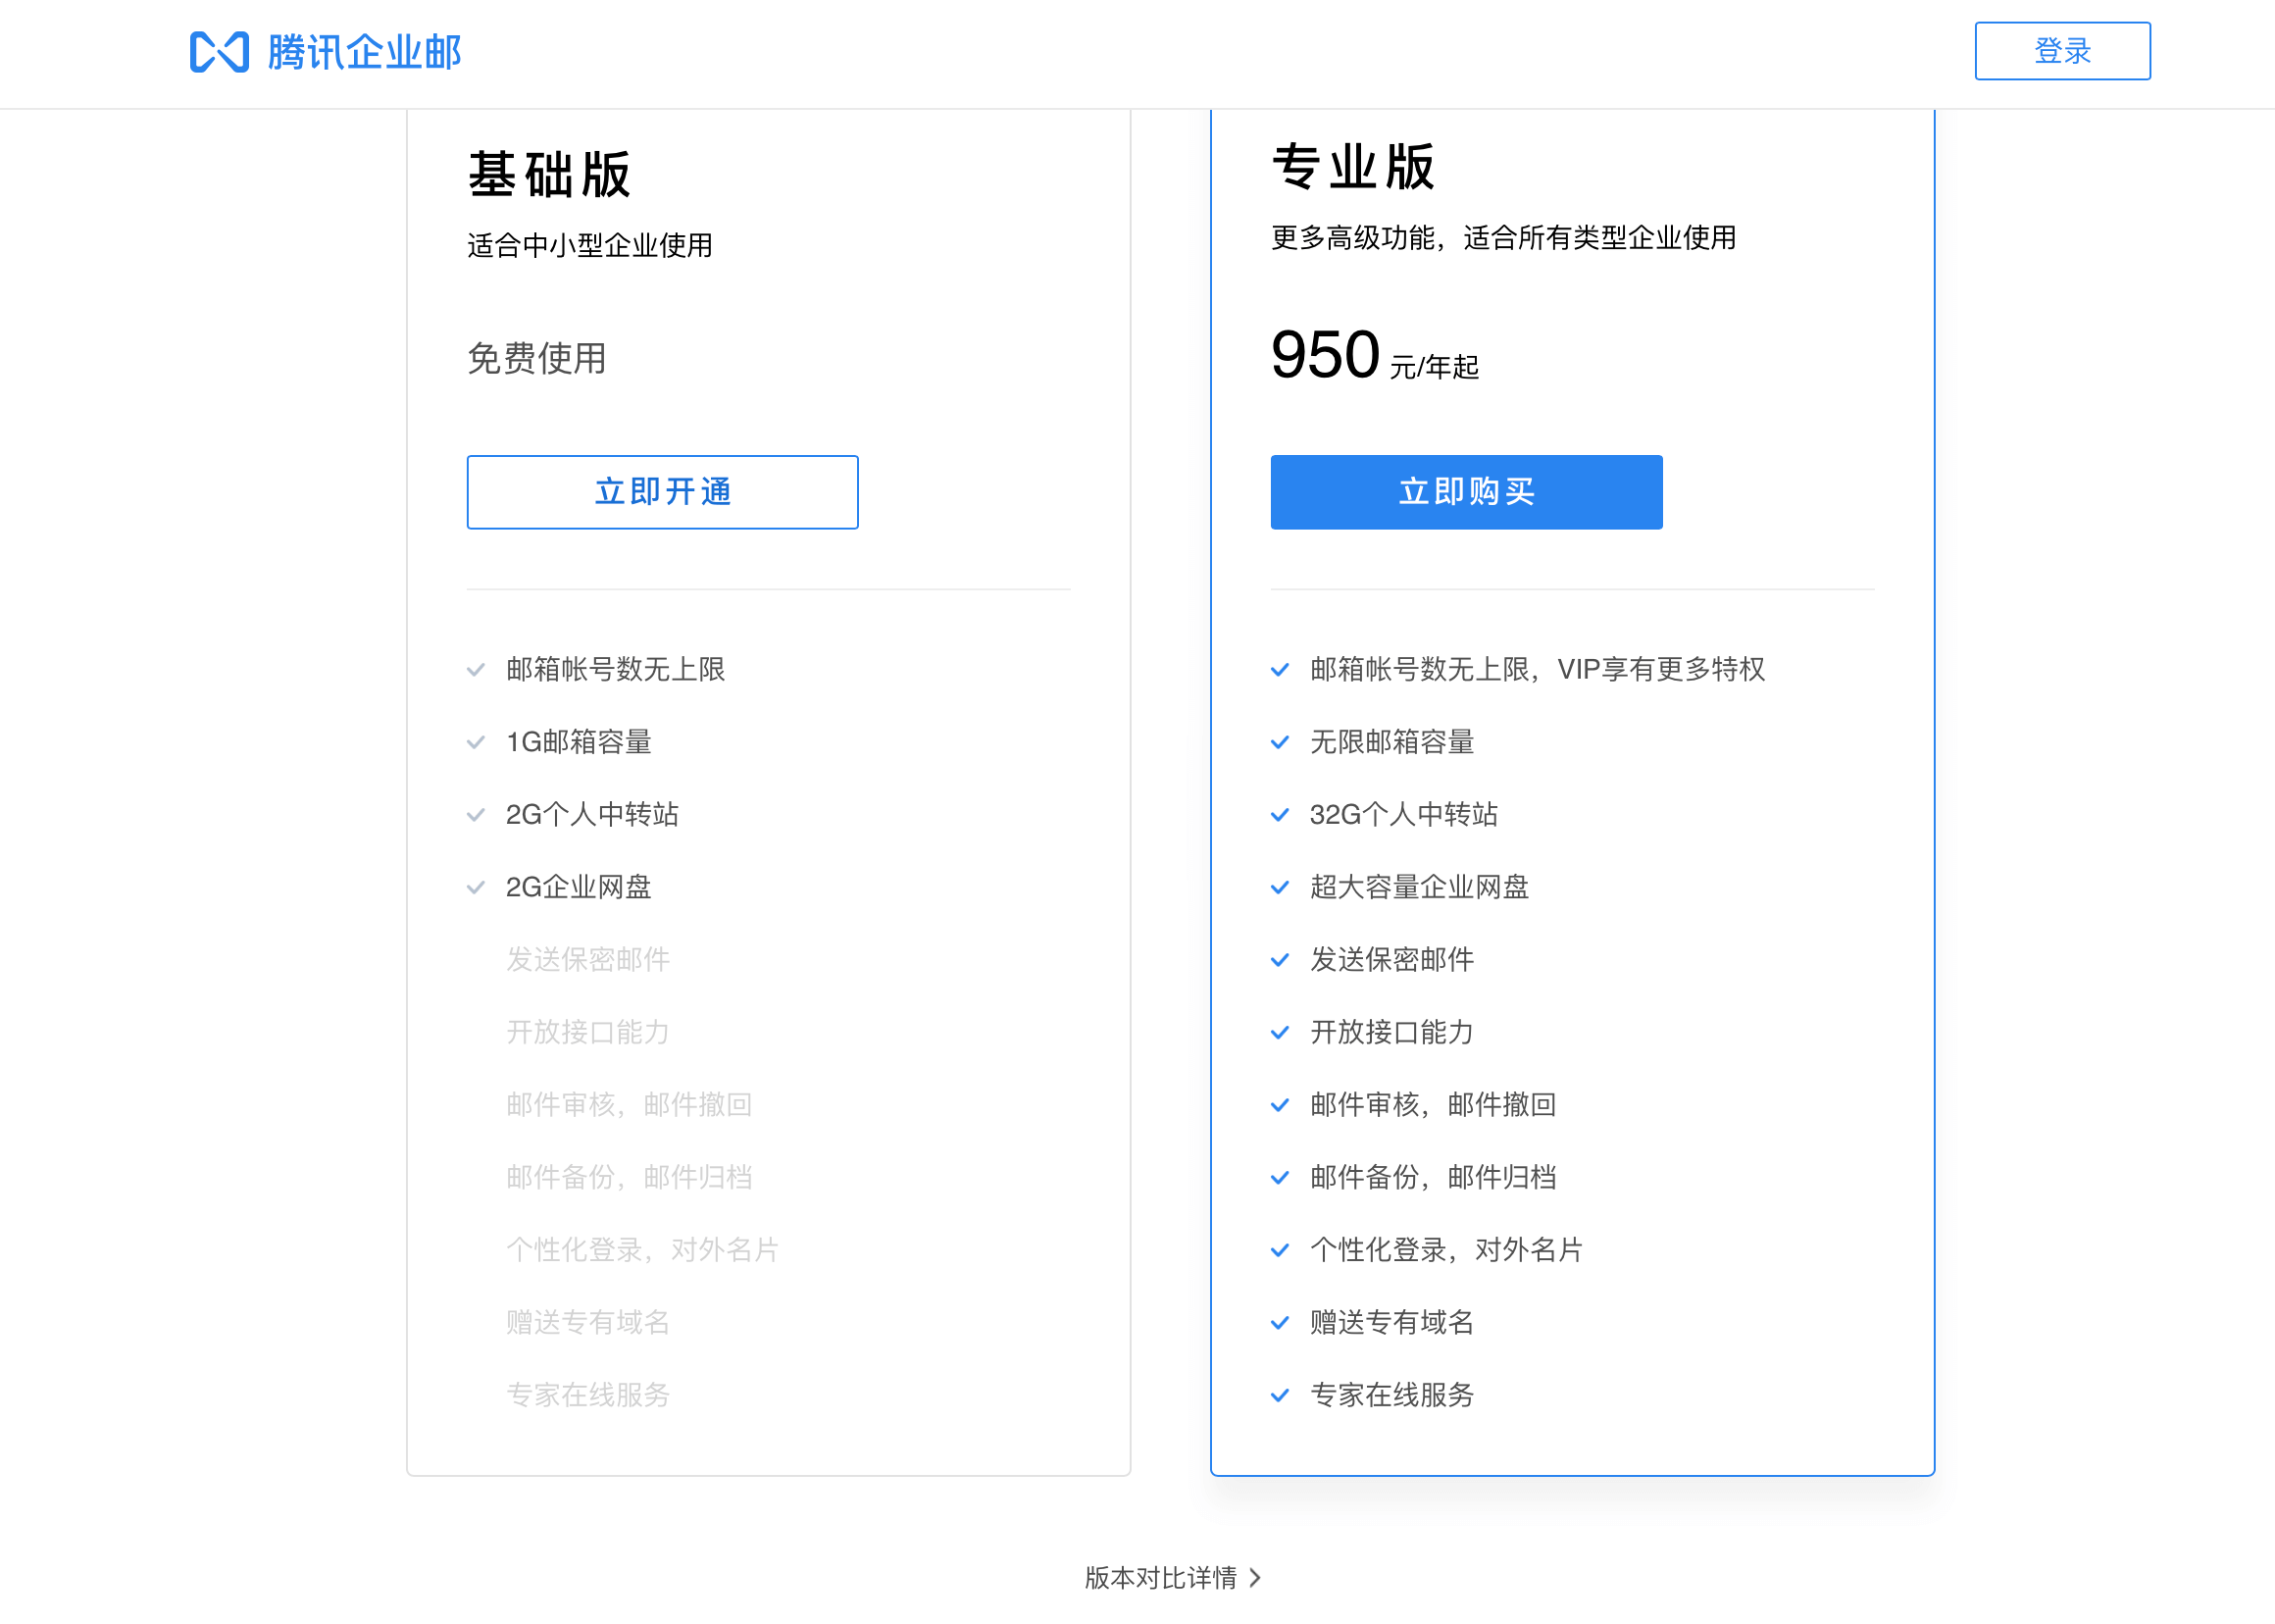 腾讯企业邮
登录
基础版
适合中小型企业使用
免费使用
立即开通
邮箱帐号数无上限
1G邮箱容量
2G个人中转站
2G企业网盘
发送保密邮件
开放接口能力
邮件审核，邮件撤回
邮件备份，邮件归档
个性化登录，对外名片
赠送专有域名
专家在线服务
专业版
更多高级功能，适合所有类型企业使用
950 元/年起
立即购买
邮箱帐号数无上限，VIP享有更多特权
无限邮箱容量
32G个人中转站
超大容量企业网盘
发送保密邮件
开放接口能力
邮件审核，邮件撤回
邮件备份，邮件归档
个性化登录，对外名片
赠送专有域名
专家在线服务
版本对比详情